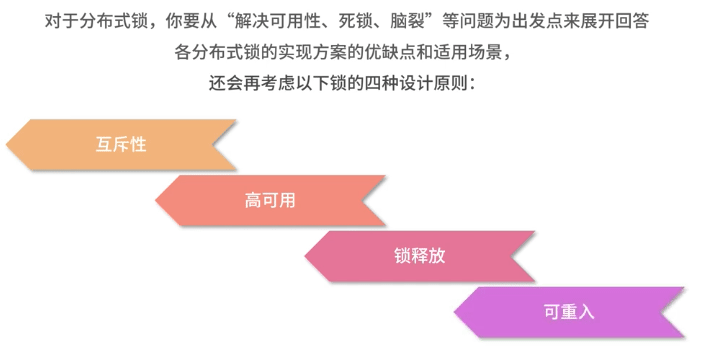 对于分布式锁，你要从“解决可用性、死锁、脑裂”等问题为出发点来展开回答
各分布式锁的实现方案的优缺点和适用场景，
还会再考虑以下锁的四种设计原则：
互斥性
高可用
锁释放
可重入